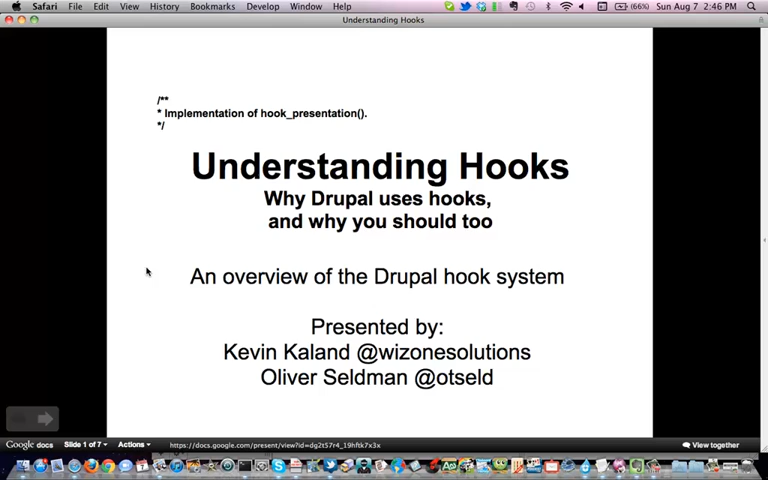 Safari File Edit View History Bookmarks Develop Window Help (66%) Sun Aug 7 2:46 PM
Understanding Hooks
/**
* Implementation of hook_presentation().
*/
Understanding Hooks
Why Drupal uses hooks,
and why you should too
An overview of the Drupal hook system
Presented by:
Kevin Kaland @wizonesolutions
Oliver Seldman @otseld
Google docs Slide 1 of 7 Actions https://docs.google.com/present/view?id=dg2t57r4_19hftk7x3x View together